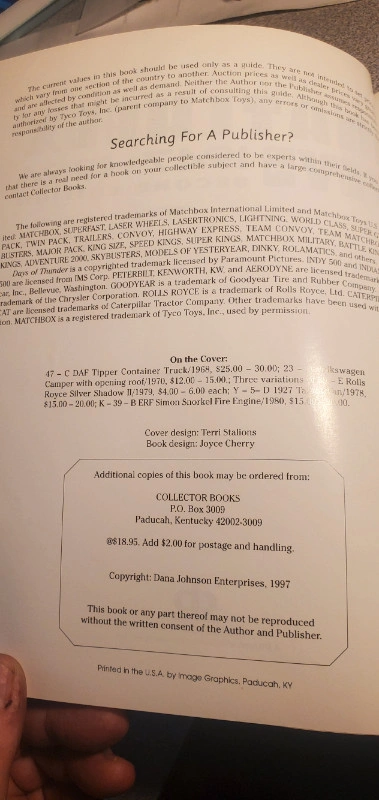 The current values in this book should be used only as a guide. They are not intended to set
which vary from one section of the country to another. Auction prices as well as dealer prices vary
and are affected by condition as well as demand. Neither the Author nor the Publisher assumes
ty for any losses that might be incurred as a result of consulting this guide. Although this book
authorized by Tyco Toys, Inc. (parent company to Matchbox Toys), any errors or omissions are
responsibility of the author.
Searching For A Publisher?
We are always looking for knowledgeable people considered to be experts within their fields. If
that there is a real need for a book on your collectible subject and have a large comprehensive
contact Collector Books.
The following are registered trademarks of Matchbox International Limited and Matchbox Toys
ited: MATCHBOX, SUPERFAST, LASER WHEELS, LASERTRONICS, LIGHTNING, WORLD CLASS,
PACK, TWIN PACK, TRAILERS, CONVOY, HIGHWAY EXPRESS, TEAM CONVOY, TEAM MATCHBOX
BUSTERS, MAJOR PACK, KING SIZE, SPEED KINGS, SUPER KINGS, MATCHBOX MILITARY, BATTLE
KINGS, ADVENTURE 2000, SKYBUSTERS, MODELS OF YESTERYEAR, DINKY, ROLAMATICS, and others.
Days of Thunder is a copyrighted trademark licensed by Paramount Pictures. INDY 500 and
500 are licensed from IMS Corp. PETERBILT, KENWORTH, KW, and AERODYNE are licensed
ar, Inc., Bellevue, Washington. GOODYEAR is a trademark of Goodyear Tire and Rubber Company.
rademark of the Chrysler Corporation. ROLLS ROYCE is a trademark of Rolls Royce, Ltd.
CAT are licensed trademarks of Caterpillar Tractor Company. Other trademarks have been used
ion. MATCHBOX is a registered trademark of Tyco Toys, Inc., used by permission.
On the Cover:
47 – C DAF Tipper Container Truck/1968, $25.00 – 30.00; 23 – kswagen
Camper with opening roof/1970, $12.00 – 15.00.; Three variations E Rolls
Royce Silver Shadow II/1979, $4.00 – 6.00 each; Y – 5– D 1927 /1978,
$15.00 – 20.00; K – 39 – B ERF Simon Snorkel Fire Engine/1980, $15. 00.
Cover design: Terri Stalions
Book design: Joyce Cherry
Additional copies of this book may be ordered from:
COLLECTOR BOOKS
P.O. Box 3009
Paducah, Kentucky 42002-3009
@$18.95. Add $2.00 for postage and handling.
Copyright: Dana Johnson Enterprises, 1997
This book or any part thereof may not be reproduced
without the written consent of the Author and Publisher.
Printed in the U.S.A. by Image Graphics, Paducah, KY